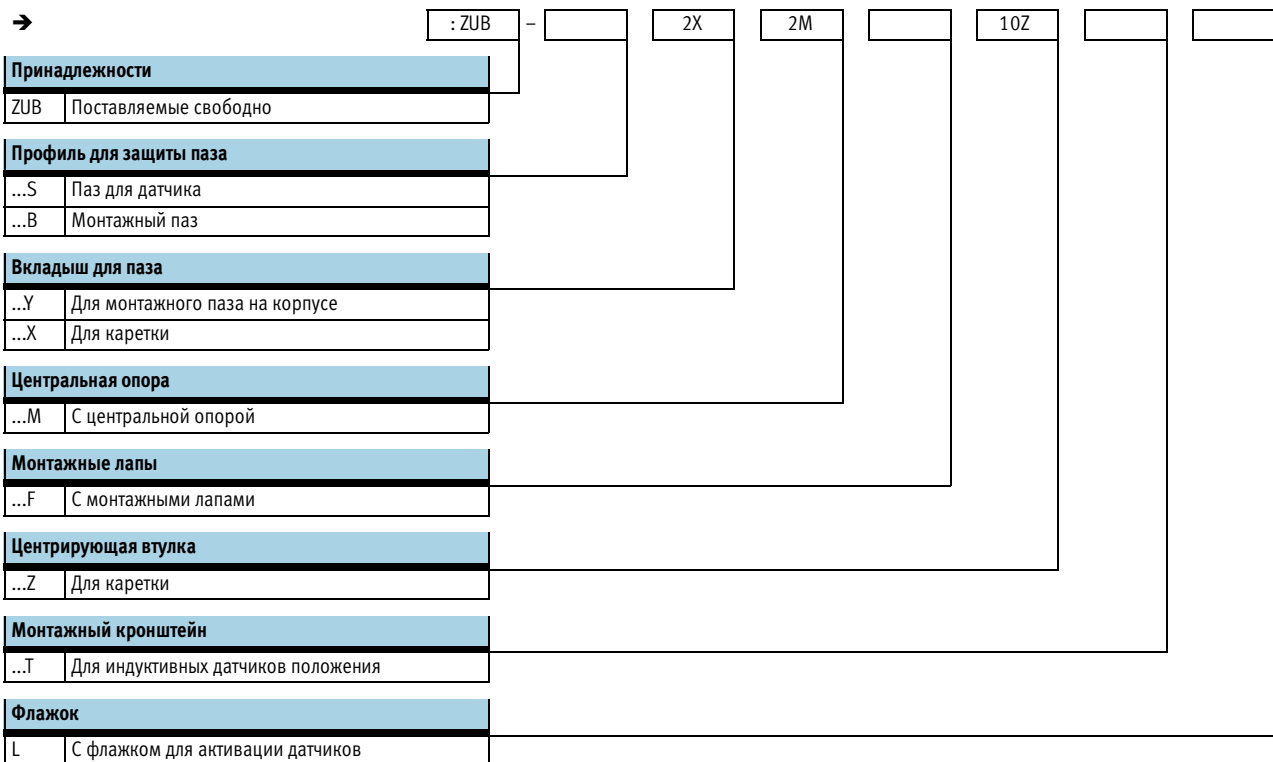 ➔ : ZUB – 2X 2M 10Z
Принадлежности
ZUB Поставляемые свободно
Профиль для защиты паза
...S Паз для датчика
...B Монтажный паз
Вкладыш для паза
...Y Для монтажного паза на корпусе
...X Для каретки
Центральная опора
...M С центральной опорой
Монтажные лапы
...F С монтажными лапами
Центрирующая втулка
...Z Для каретки
Монтажный кронштейн
...T Для индуктивных датчиков положения
Флажок
L С флажком для активации датчиков